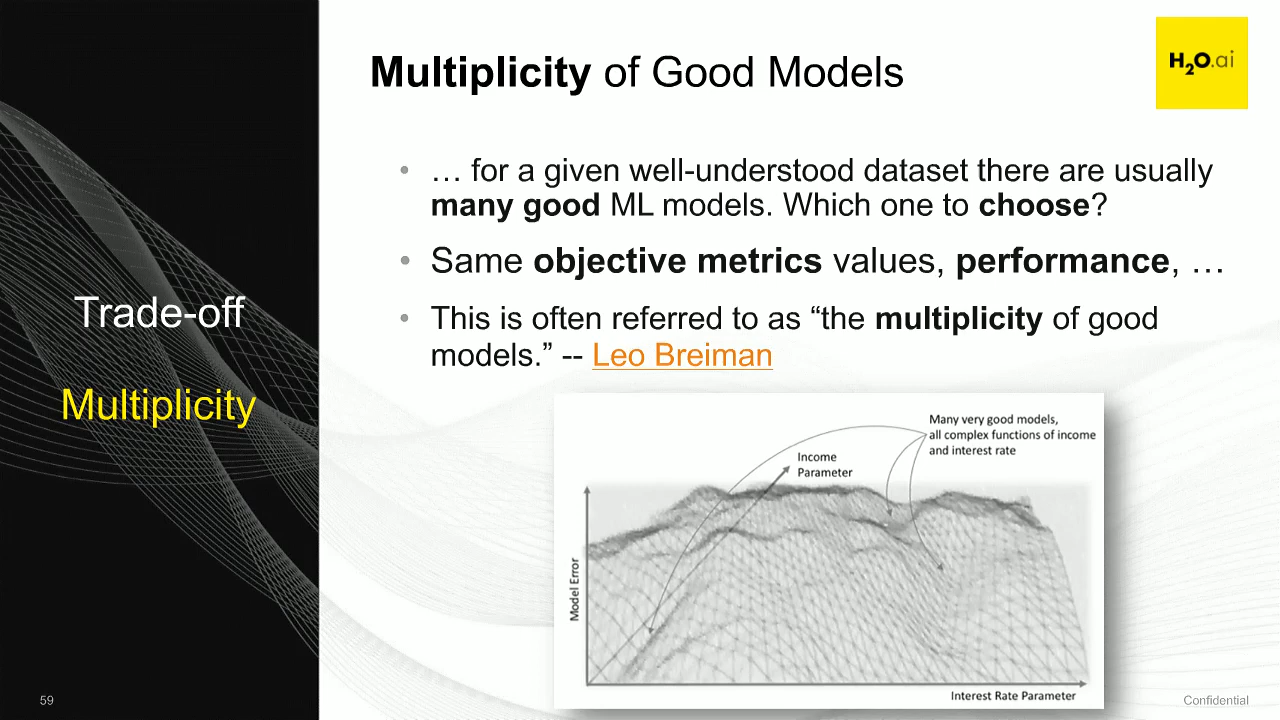 Multiplicity of Good Models
H2O.ai
… for a given well-understood dataset there are usually
many good ML models. Which one to choose?
Same objective metrics values, performance, …
This is often referred to as “the multiplicity of good
models.” -- Leo Breiman
Trade-off
Multiplicity
Many very good models,
all complex functions of income
and interest rate
Income
Parameter
Model Error
Interest Rate Parameter
59
Confidential